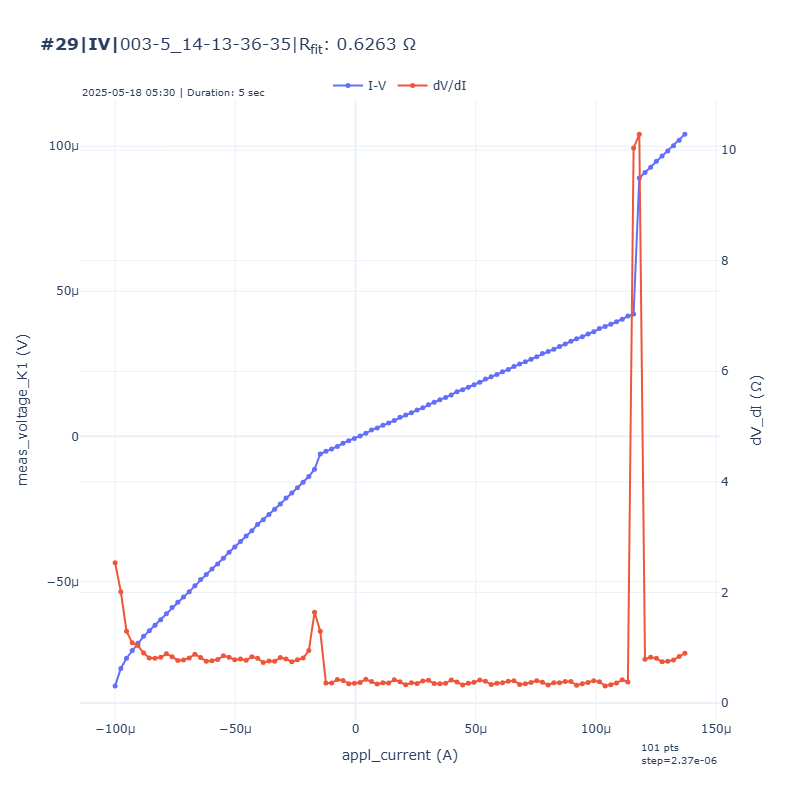 #29|IV|003-5_14-13-36-35|Rfit: 0.6263 Ω
2025-05-18 05:30 | Duration: 5 sec
I-V
dV/dI
100μ
50μ
0
−50μ
meas_voltage_K1 (V)
10
8
6
4
2
0
dV_dI (Ω)
−100μ
−50μ
0
50μ
100μ
150μ
appl_current (A)
101 pts
step=2.37e-06